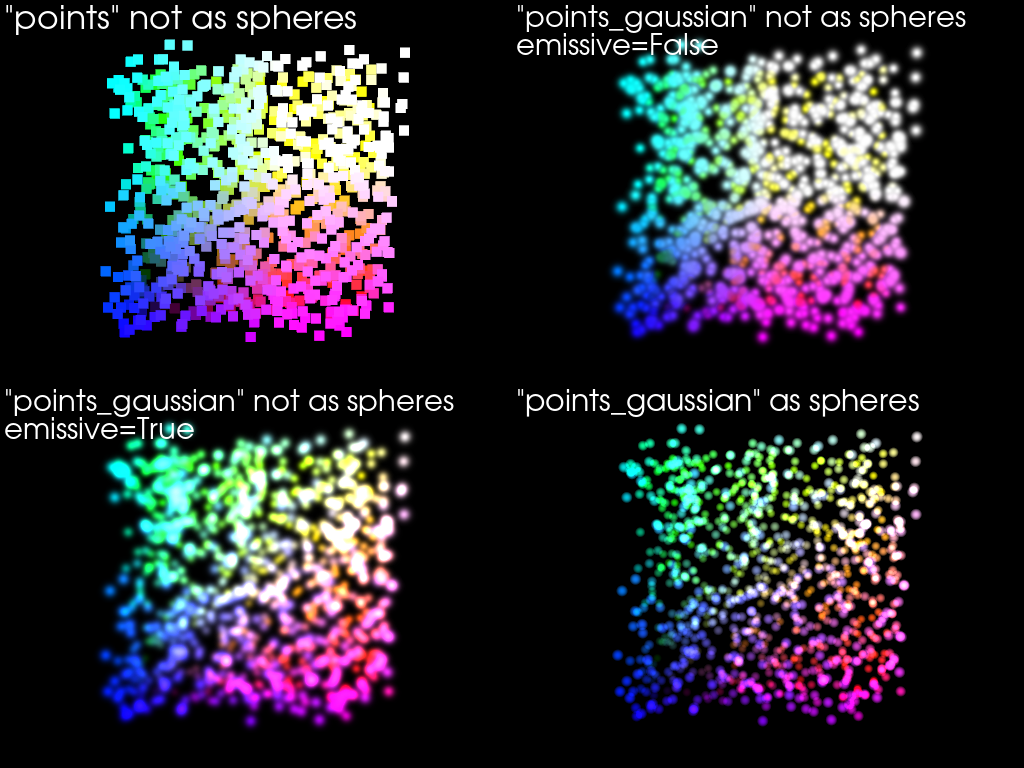 "points" not as spheres
"points_gaussian" not as spheres
emissive=False
"points_gaussian" not as spheres
emissive=True
"points_gaussian" as spheres